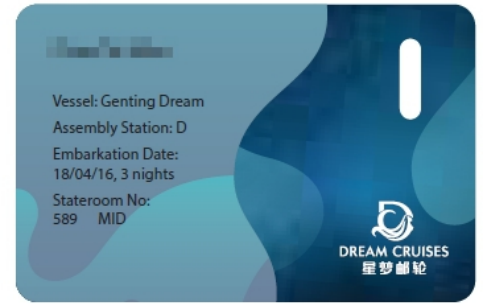 Vessel: Genting Dream
Assembly Station: D
Embarkation Date:
18/04/16, 3 nights
Stateroom No:
589 MID
DREAM CRUISES
星梦邮轮